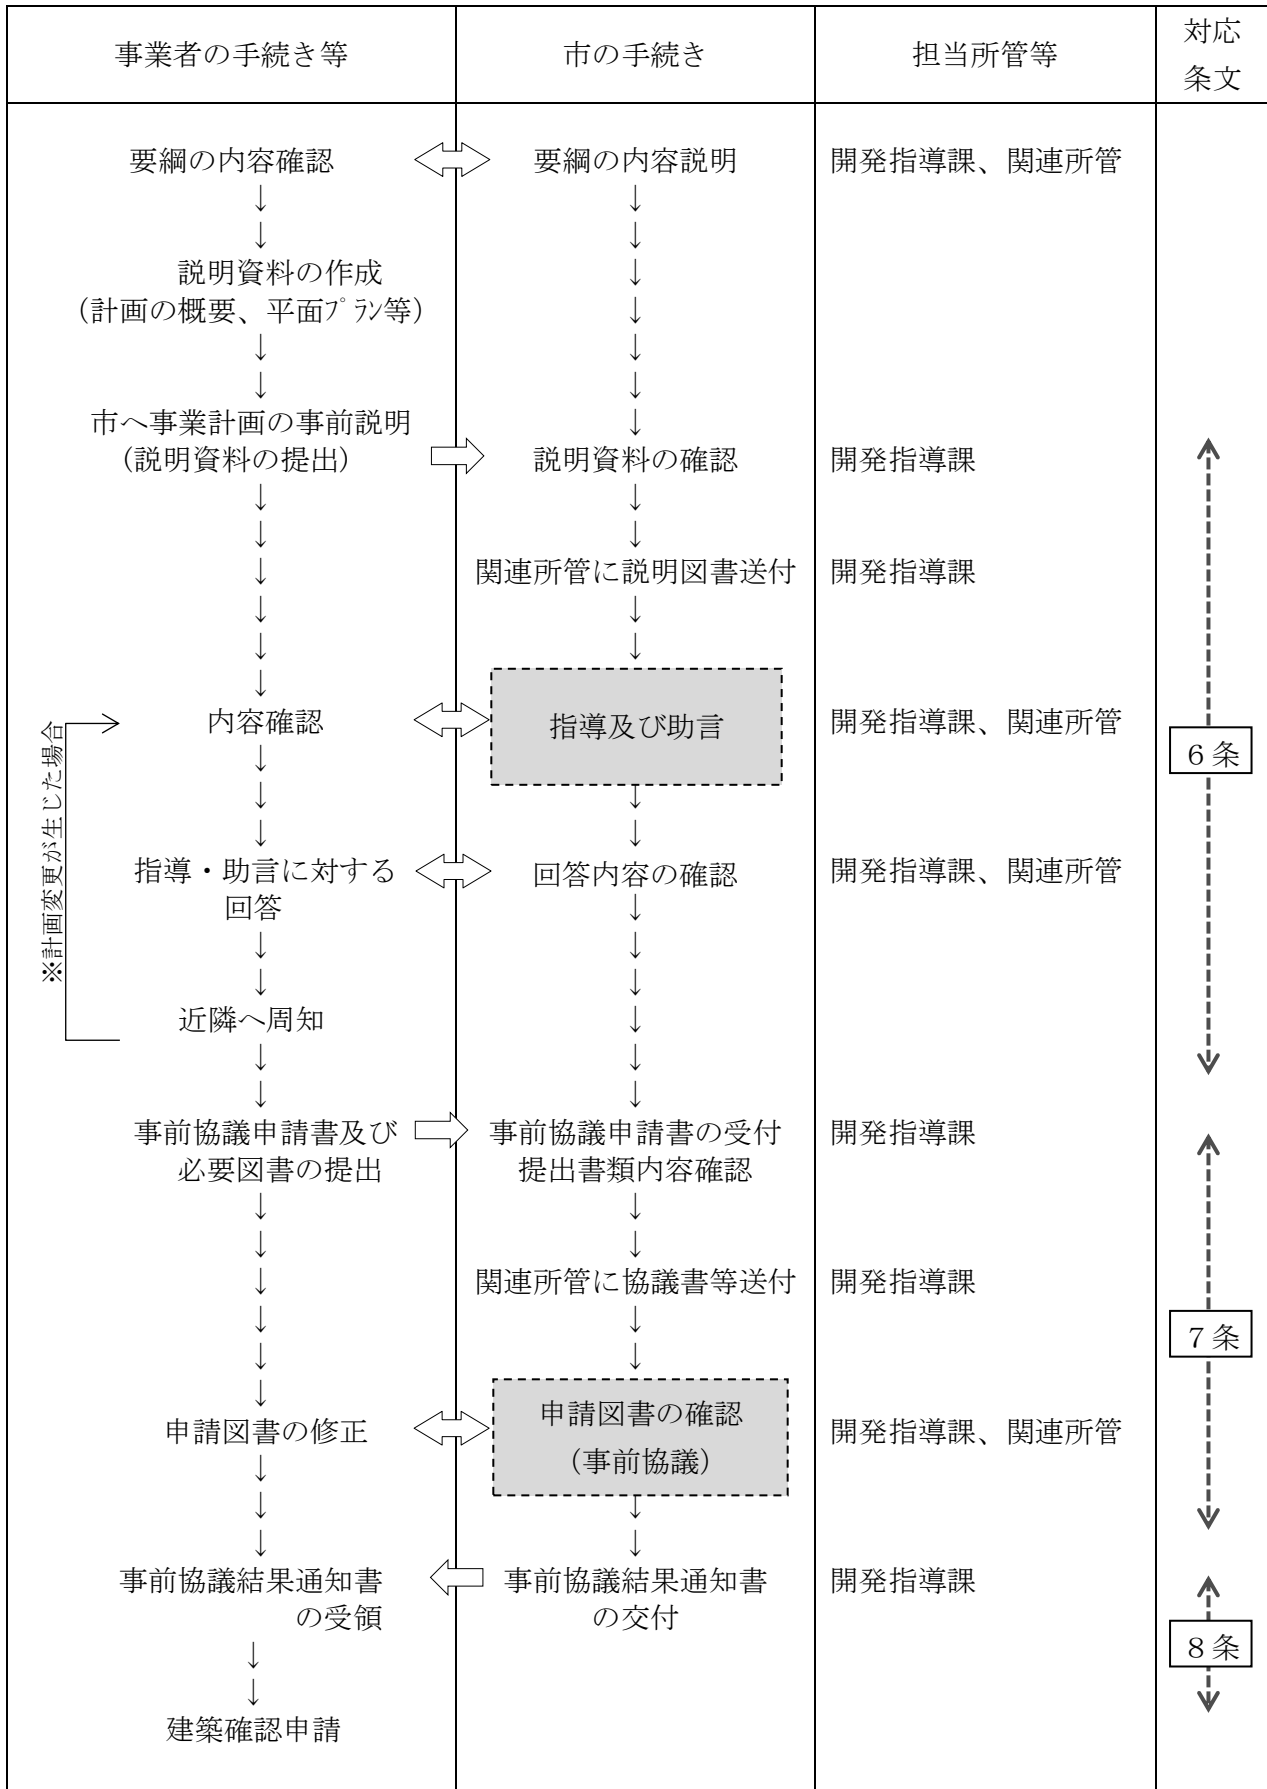 事業者の手続き等 市の手続き 担当所管等 対応
条文
要綱の内容確認 要綱の内容説明 開発指導課、関連所管
↓ ↓
↓ ↓
説明資料の作成 ↓
(計画の概要、平面プラン等) ↓
↓ ↓
↓ ↓
市へ事業計画の事前説明 ↓
(説明資料の提出) 説明資料の確認 開発指導課
↓ ↓
↓ ↓
↓ 関連所管に説明図書送付 開発指導課
↓ ↓
↓ ↓
↓
内容確認 指導及び助言 開発指導課、関連所管
6条
※計画変更が生じた場合
↓
↓ ↓
↓ ↓
指導・助言に対する 回答内容の確認 開発指導課、関連所管
回答 ↓
↓ ↓
↓ ↓
近隣へ周知 ↓
↓ ↓
↓ ↓
事前協議申請書及び 事前協議申請書の受付 開発指導課
必要図書の提出 提出書類内容確認
↓ ↓
↓ ↓
↓ 関連所管に協議書等送付 開発指導課
↓ ↓
7条
↓ ↓
↓
申請図書の修正 申請図書の確認 開発指導課、関連所管
(事前協議)
↓
↓ ↓
↓ ↓
事前協議結果通知書 事前協議結果通知書 開発指導課
の受領 の交付
8条
↓
↓
建築確認申請